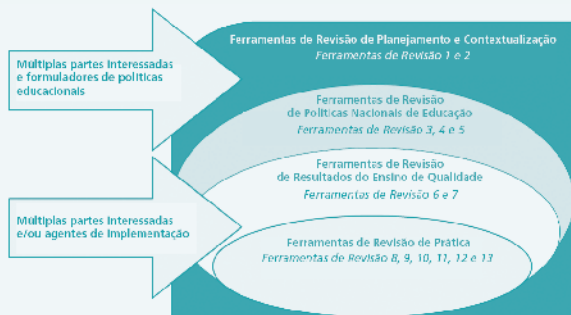 Ferramentas de Revisão de Planejamento e Contextualização
Ferramentas de Revisão 1 e 2
Múltiplas partes interessadas
e formuladores de políticas
educacionais
Ferramentas de Revisão
de Políticas Nacionais de Educação
Ferramentas de Revisão 3, 4 e 5
Ferramentas de Revisão
de Resultados do Ensino de Qualidade
Ferramentas de Revisão 6 e 7
Múltiplas partes interessadas
e/ou agentes de implementação
Ferramentas de Revisão de Prática
Ferramentas de Revisão 8, 9, 10, 11, 12 e 13